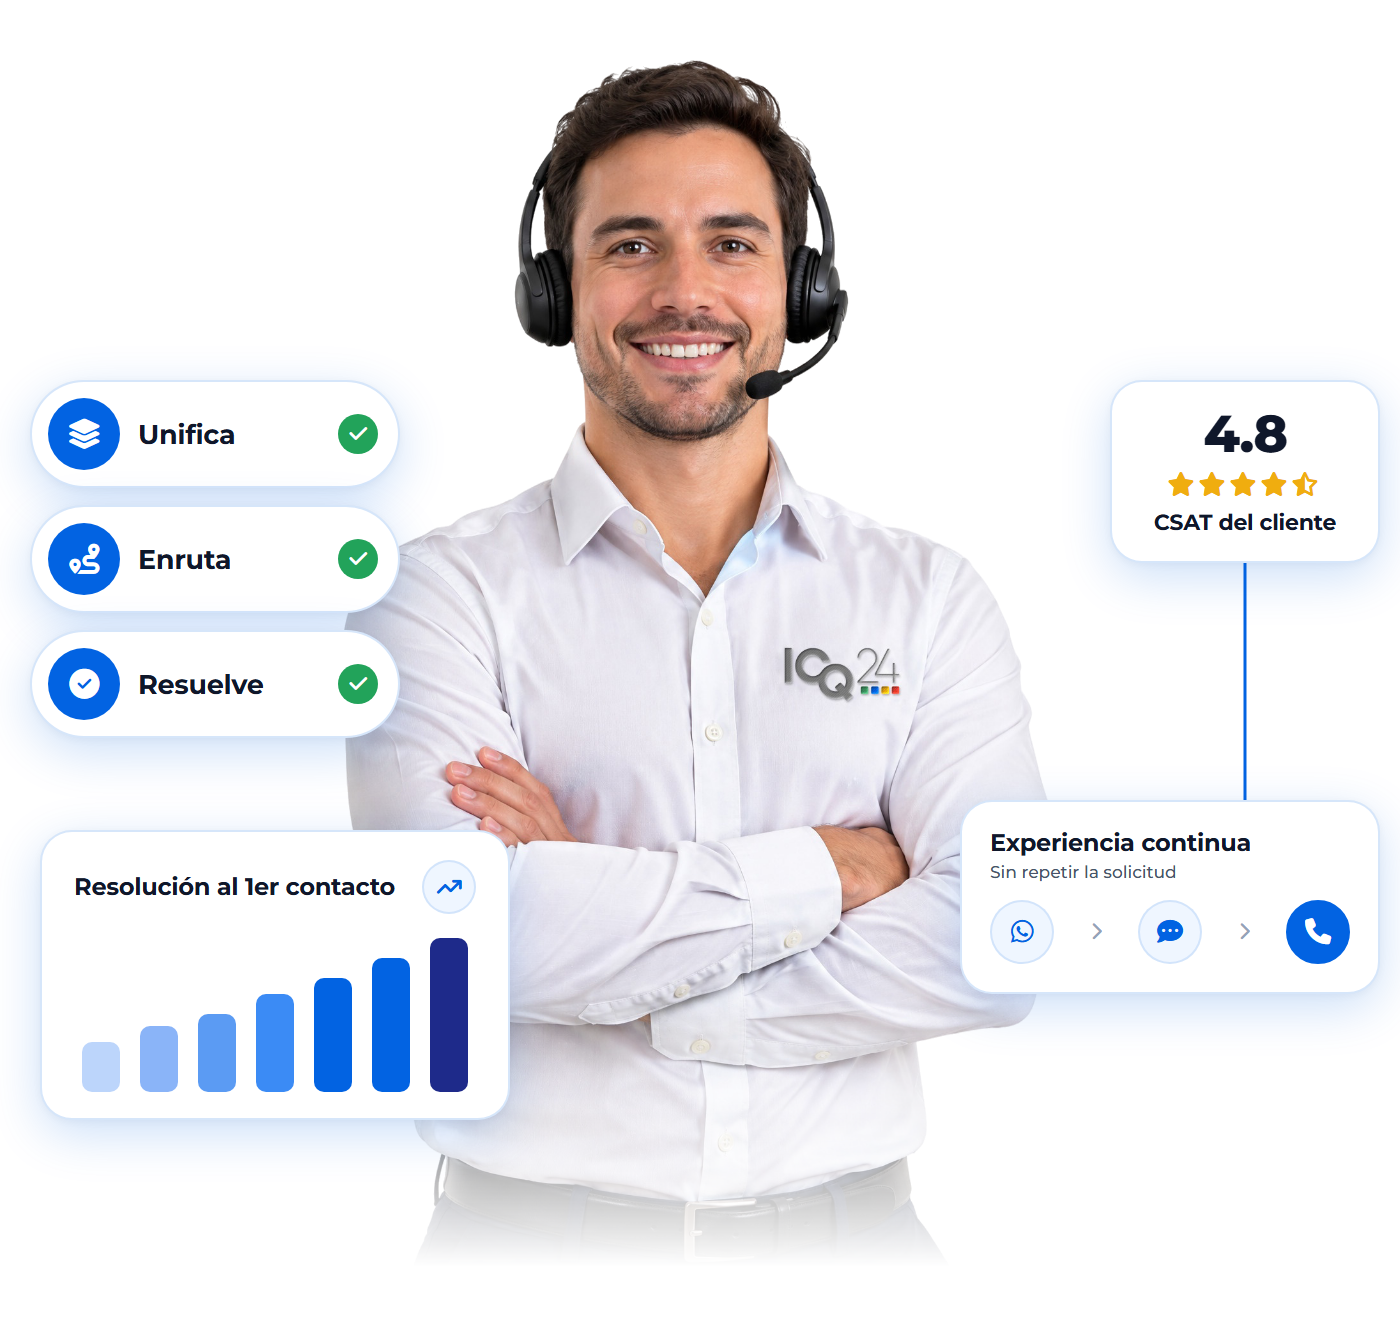 Unifica
Enruta
Resuelve
4.8
CSAT del cliente
ICQ24
Resolución al 1er contacto
Experiencia continua
Sin repetir la solicitud